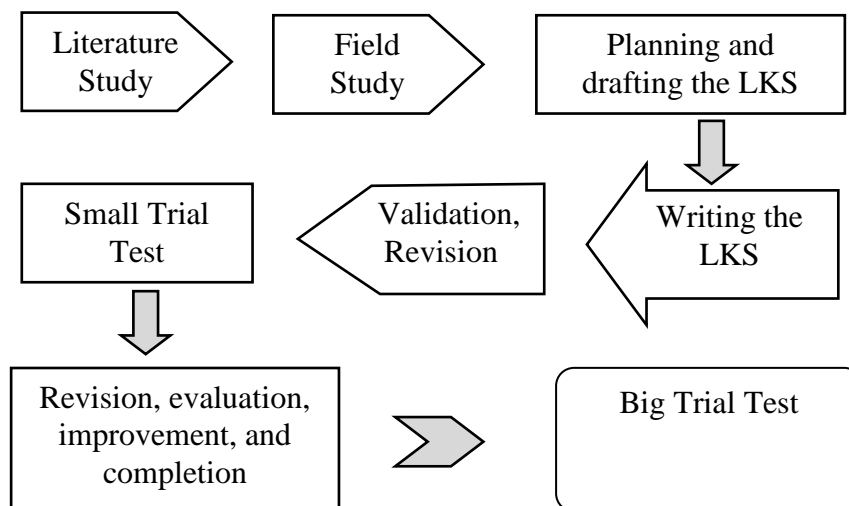 Literature
Study
Field
Study
Planning and
drafting the LKS
Writing the
LKS
Validation,
Revision
Small Trial
Test
Revision, evaluation,
improvement, and
completion
Big Trial Test